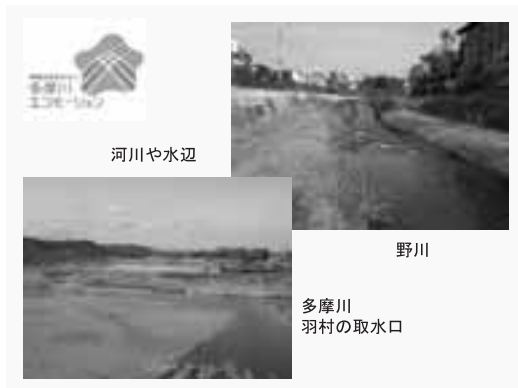 多摩川
エコモーション
河川や水辺
野川
多摩川
羽村の取水口